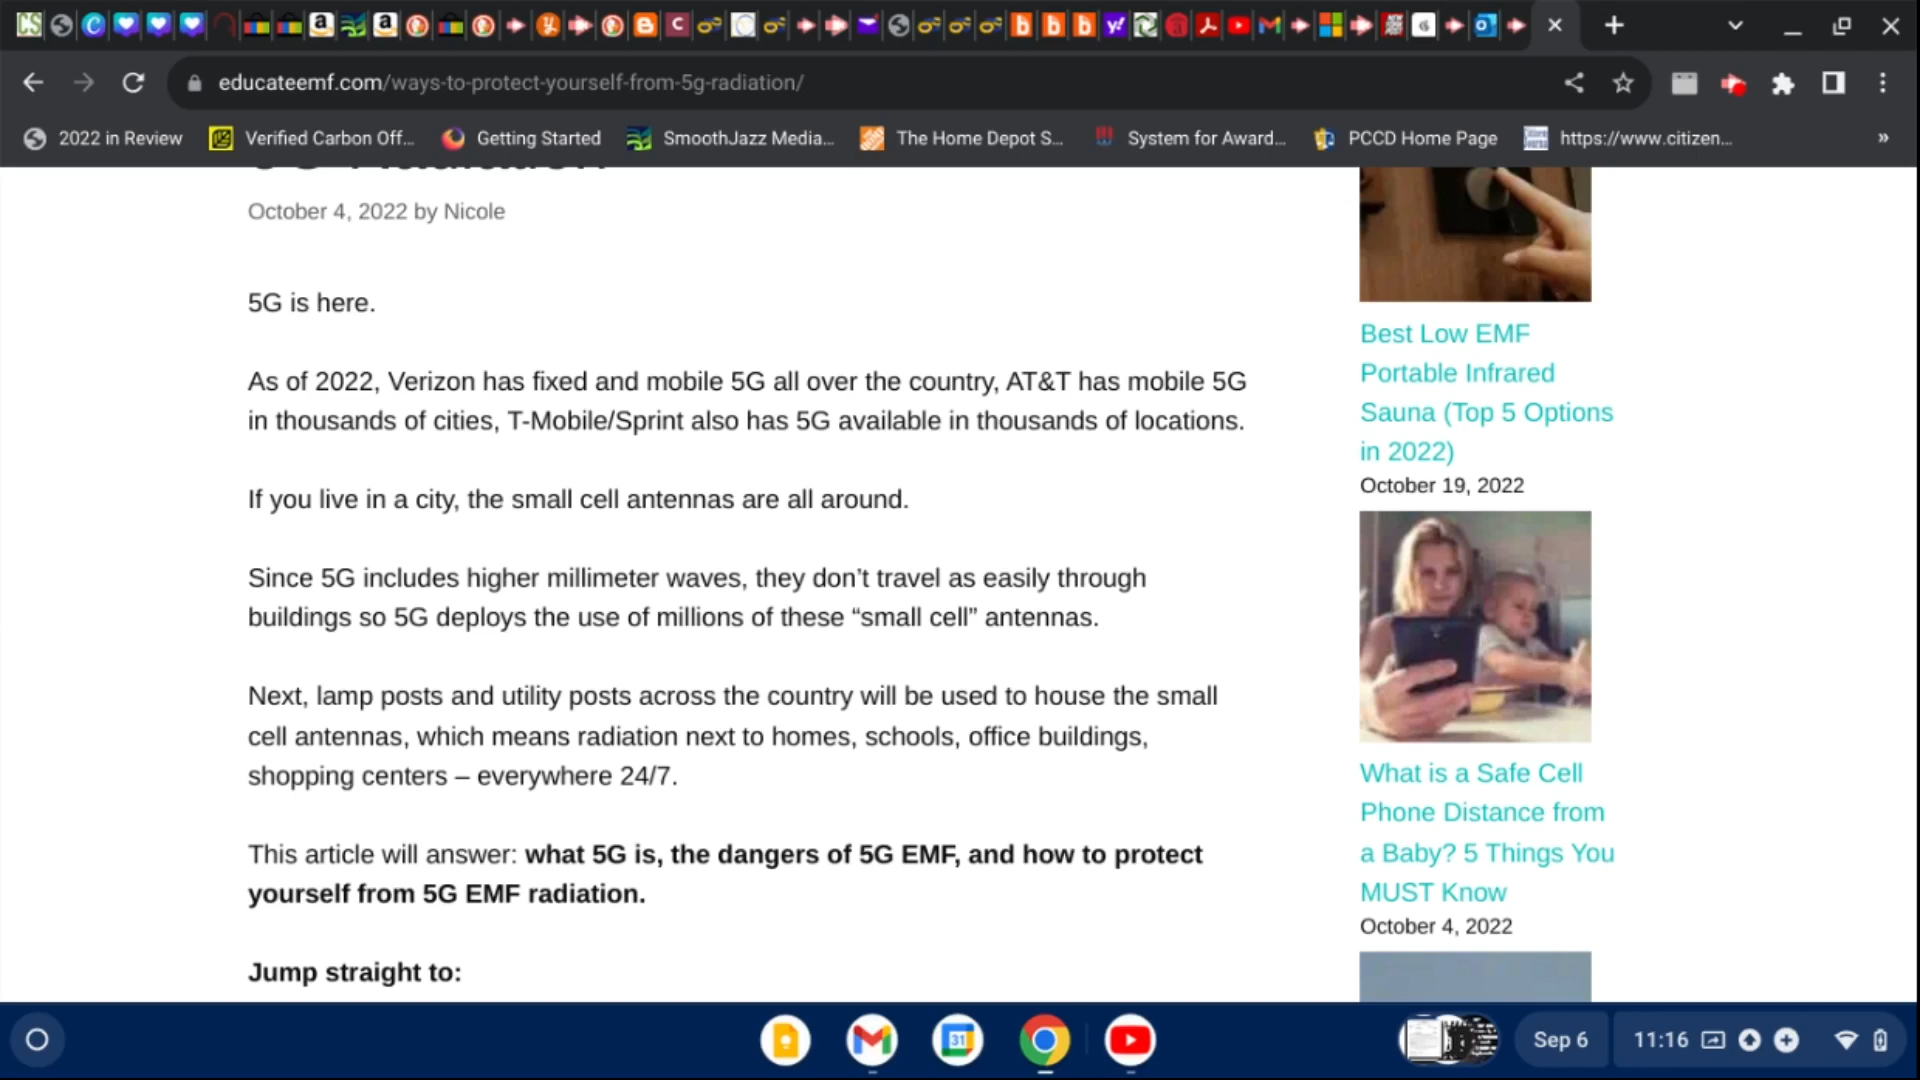 educateemf.com/ways-to-protect-yourself-from-5g-radiation/
2022 in Review Verified Carbon Off... Getting Started SmoothJazz Media... The Home Depot S... System for Award... PCCD Home Page https://www.citizen... »
October 4, 2022 by Nicole
5G is here.
As of 2022, Verizon has fixed and mobile 5G all over the country, AT&T has mobile 5G
in thousands of cities, T-Mobile/Sprint also has 5G available in thousands of locations.
If you live in a city, the small cell antennas are all around.
Since 5G includes higher millimeter waves, they don’t travel as easily through
buildings so 5G deploys the use of millions of these “small cell” antennas.
Next, lamp posts and utility posts across the country will be used to house the small
cell antennas, which means radiation next to homes, schools, office buildings,
shopping centers – everywhere 24/7.
This article will answer: what 5G is, the dangers of 5G EMF, and how to protect
yourself from 5G EMF radiation.
Jump straight to:
Best Low EMF
Portable Infrared
Sauna (Top 5 Options
in 2022)
October 19, 2022
What is a Safe Cell
Phone Distance from
a Baby? 5 Things You
MUST Know
October 4, 2022
31
Sep 6 11:16